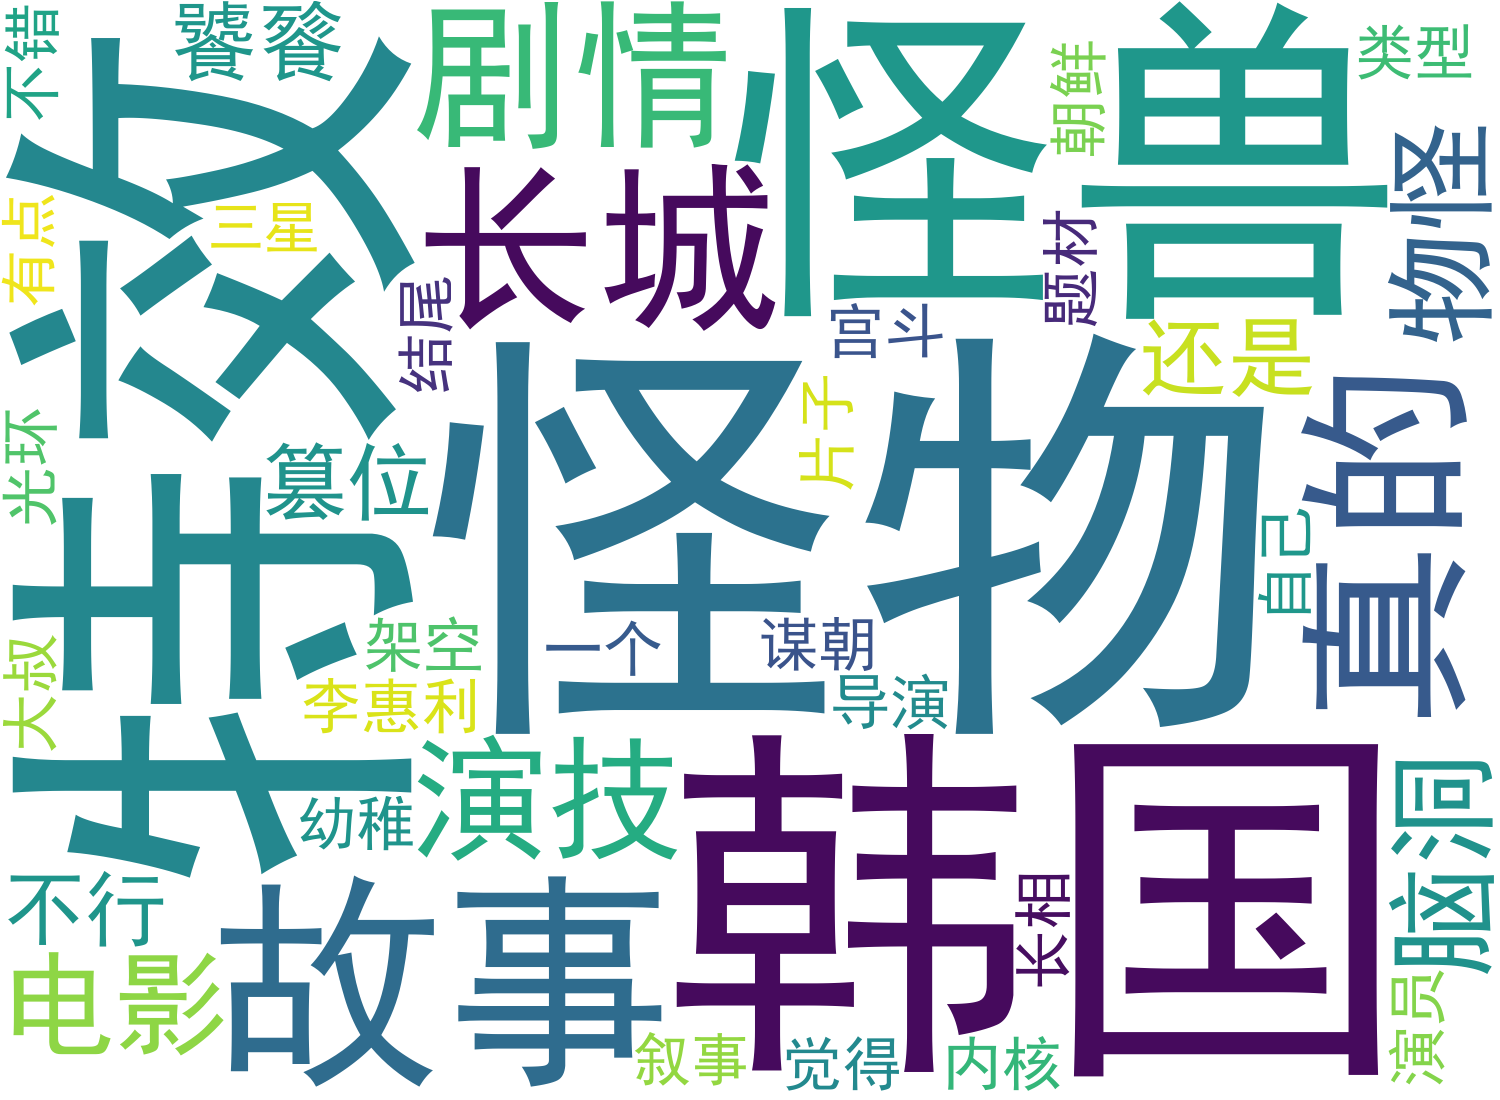 不错
饕餮
剧情
怪兽
朝鲜
类型
特效
有点
三星
长城
题材
物怪
结尾
宫斗
还是
片子
真的
光环
篡位
怪物
自己
大叔
架空
李惠利
一个
谋朝
导演
幼稚
演技
韩国
脑洞
不行
故事
长相
电影
叙事
觉得
内核
演员